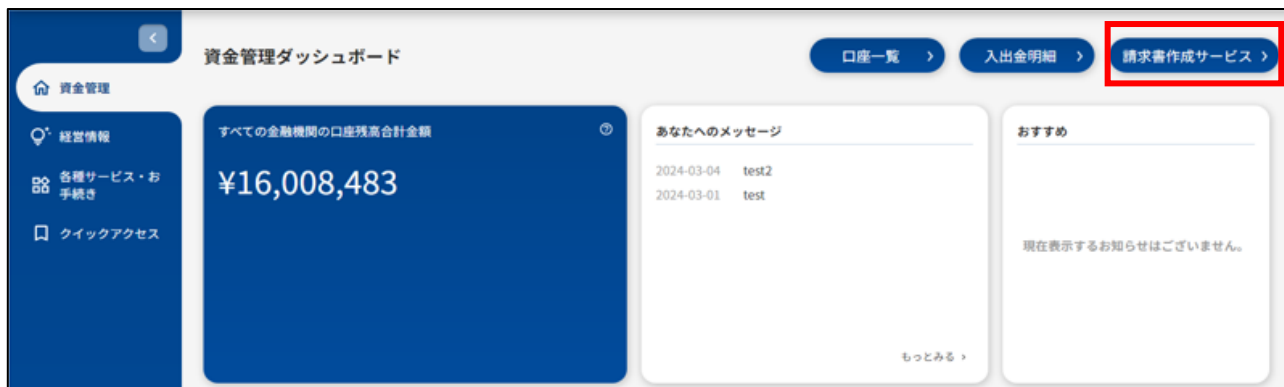 資金管理ダッシュボード
口座一覧
入出金明細
請求書作成サービス
資金管理
経営情報
各種サービス・お
手続き
クイックアクセス
すべての金融機関の口座残高合計金額
¥16,008,483
あなたへのメッセージ
2024-03-04 test2
2024-03-01 test
もっとみる
おすすめ
現在表示するお知らせはございません。